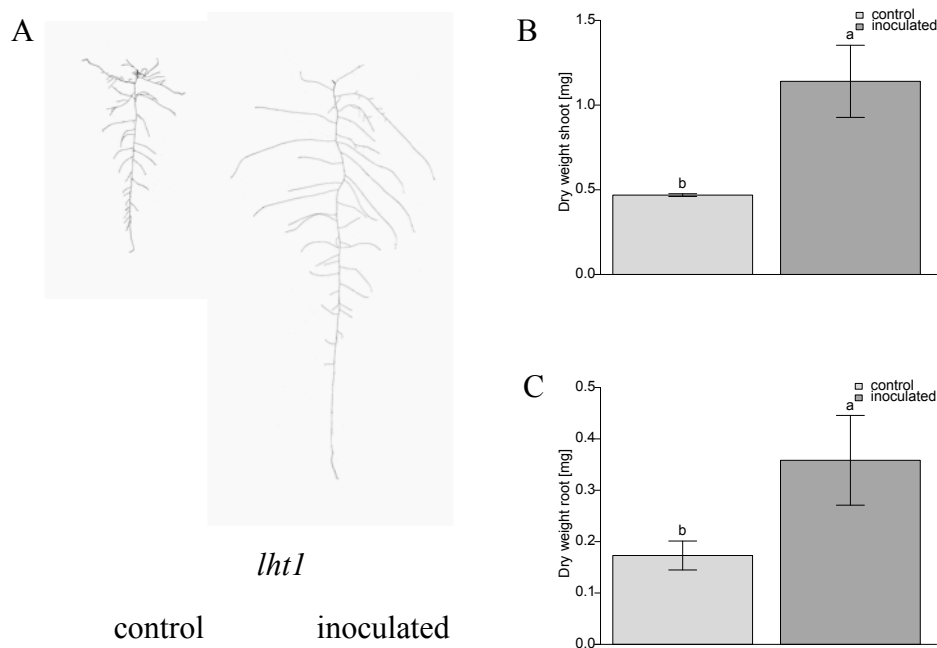 A
lht1
control inoculated
B
control
inoculated
Dry weight shoot [mg]
1.5
1.0
0.5
0.0
b
a
C
control
inoculated
Dry weight root [mg]
0.5
0.4
0.3
0.2
0.1
0.0
b
a